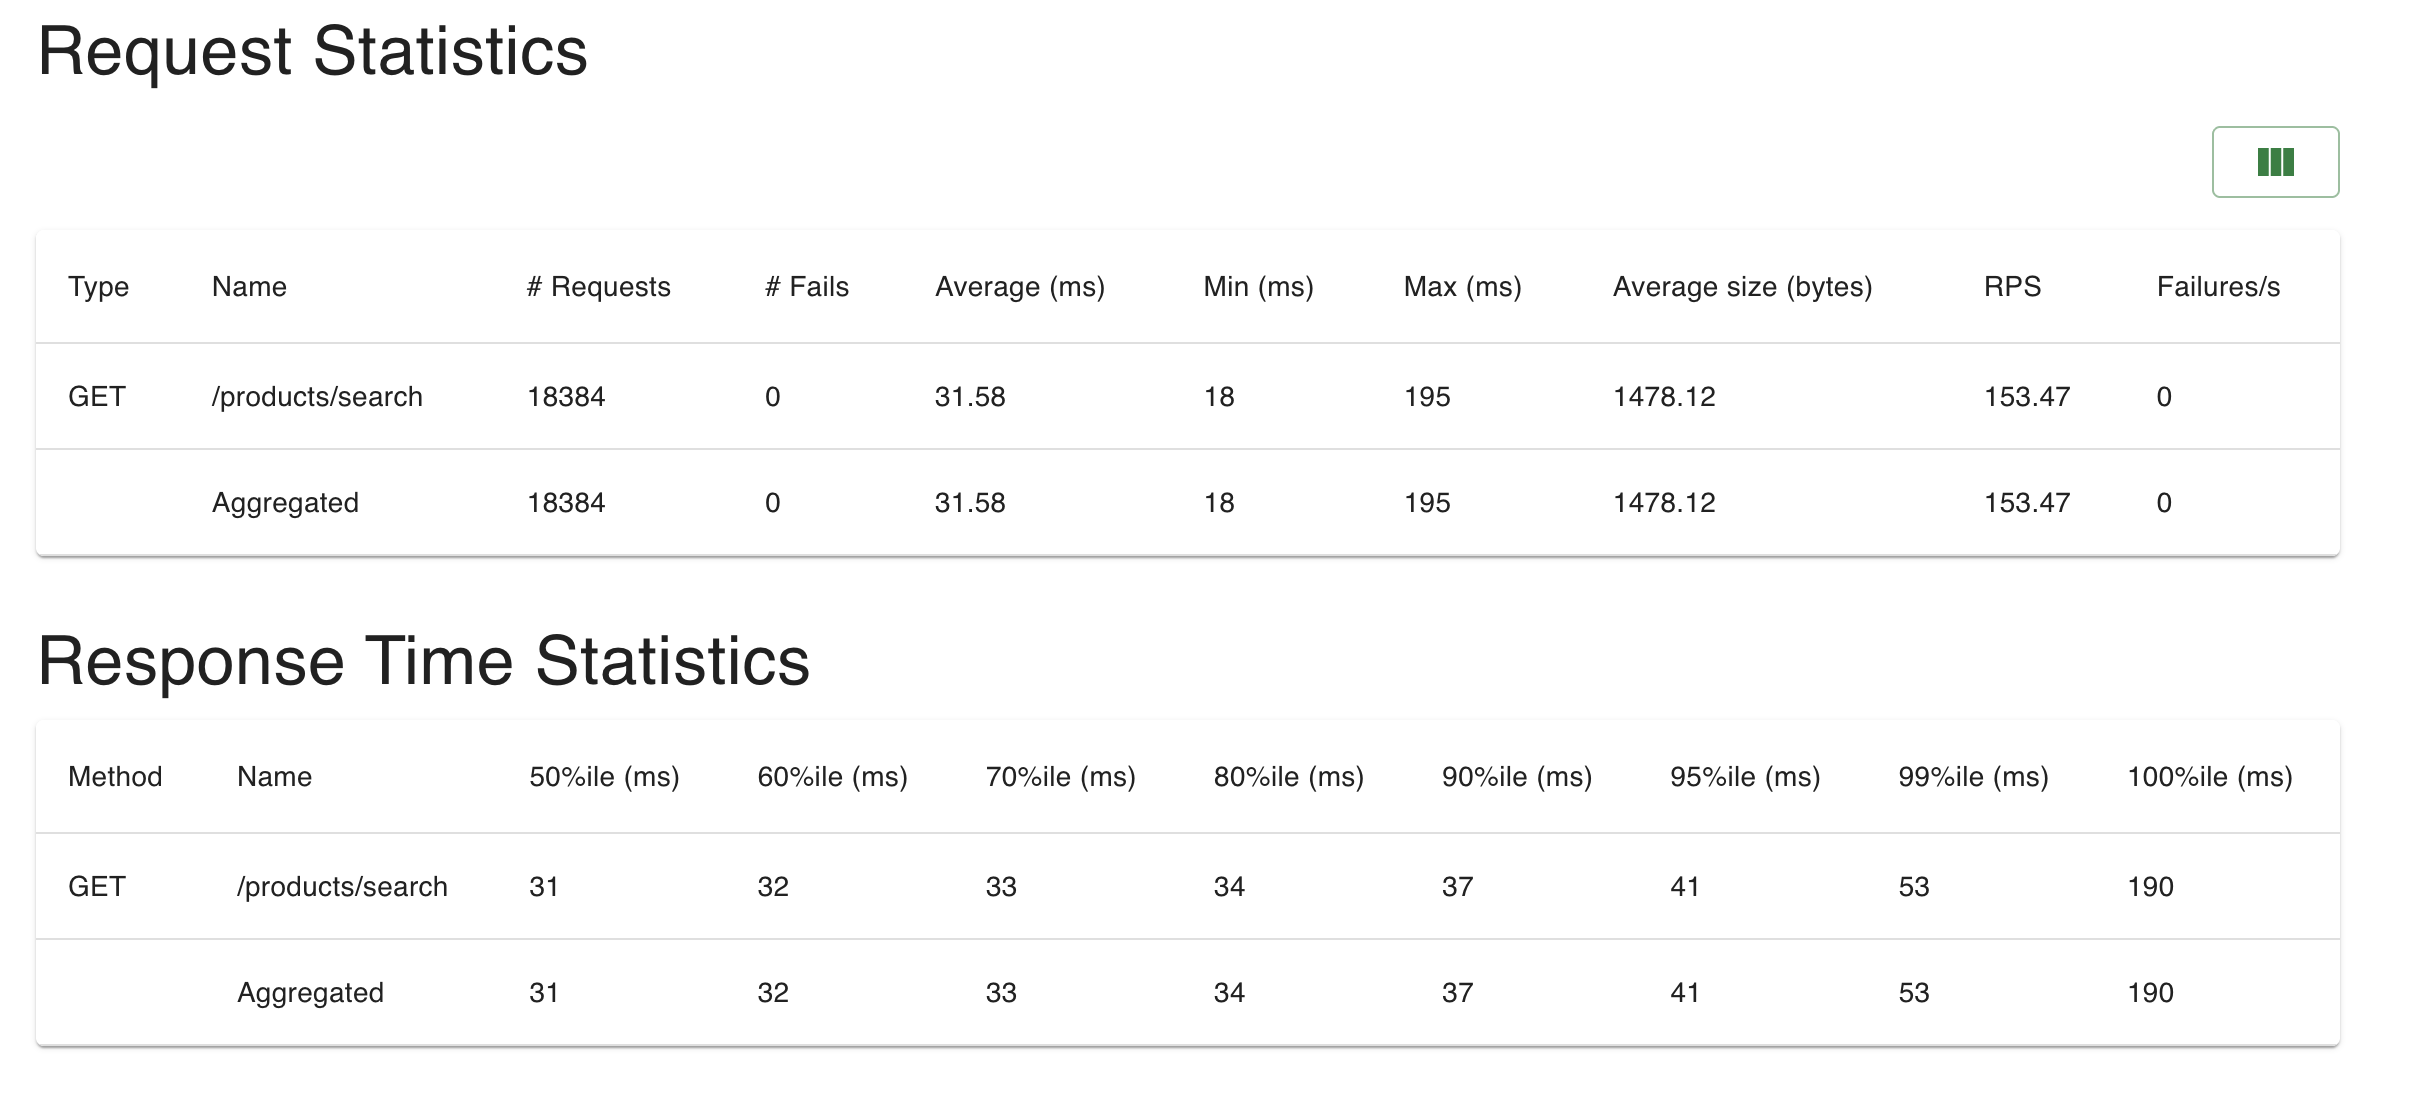 Request Statistics
Type Name # Requests # Fails Average (ms) Min (ms) Max (ms) Average size (bytes) RPS Failures/s
GET /products/search 18384 0 31.58 18 195 1478.12 153.47 0
Aggregated 18384 0 31.58 18 195 1478.12 153.47 0
Response Time Statistics
Method Name 50%ile (ms) 60%ile (ms) 70%ile (ms) 80%ile (ms) 90%ile (ms) 95%ile (ms) 99%ile (ms) 100%ile (ms)
GET /products/search 31 32 33 34 37 41 53 190
Aggregated 31 32 33 34 37 41 53 190